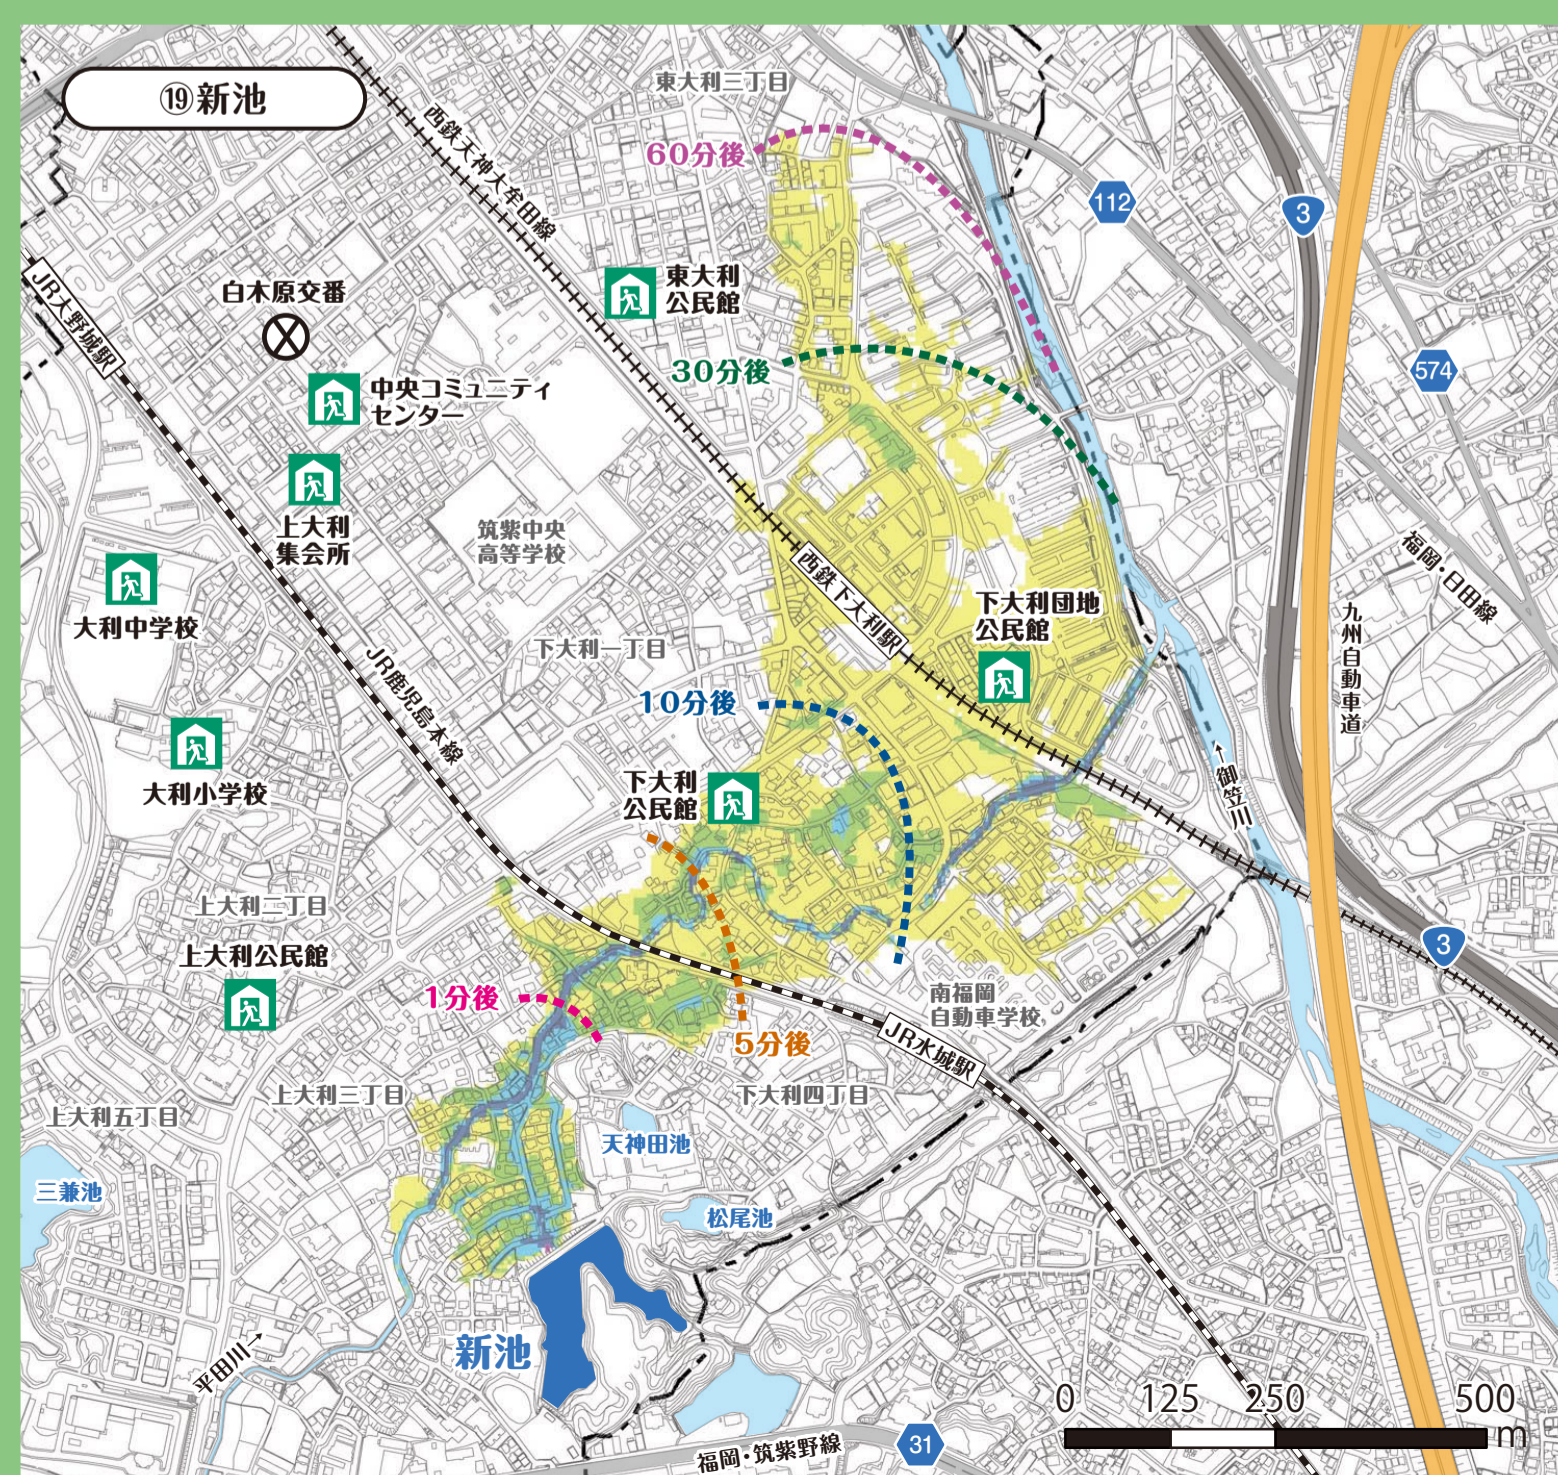 ⑲新池
東大利三丁目
西鉄天神大牟田線
60分後
112
3
JR大野城駅
白木原交番
東大利
公民館
30分後
574
中央コミュニティ
センター
上大利
集会所
筑紫中央
高等学校
福岡・日田線
大利中学校
西鉄下大利駅
下大利団地
公民館
九州自動車道
下大利一丁目
JR鹿児島本線
10分後
大利小学校
下大利
公民館
↑御笠川
上大利二丁目
上大利公民館
3
1分後
南福岡
自動車学校
5分後
JR水城駅
上大利三丁目
下大利四丁目
上大利五丁目
天神田池
三兼池
松尾池
新池
平田川→
0 125 250 500
m
福岡・筑紫野線
31